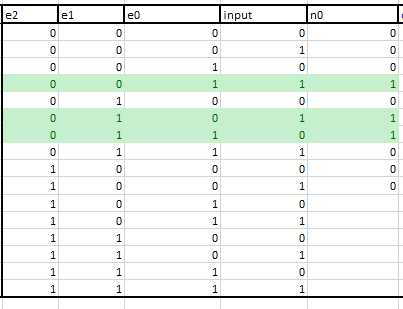 e2 e1 e0 input n0
0 0 0 0 0
0 0 0 1 0
0 0 1 0 0
0 0 1 1 1
0 1 0 0 0
0 1 0 1 1
0 1 1 0 1
0 1 1 1 0
1 0 0 0 0
1 0 0 1 0
1 0 1 0
1 0 1 1
1 1 0 0
1 1 0 1
1 1 1 0
1 1 1 1